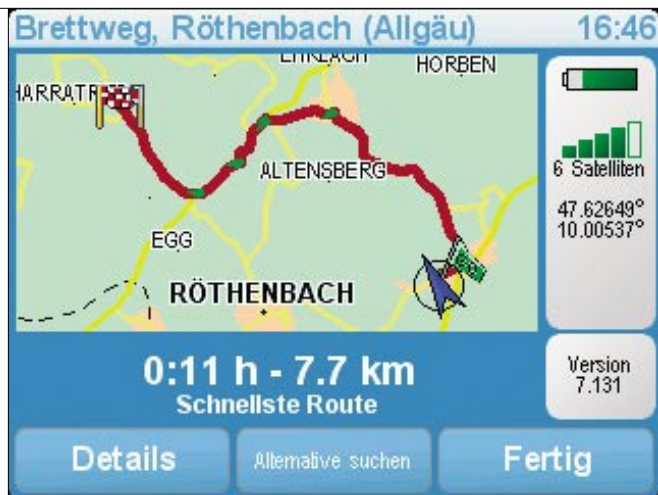 Brettweg, Röthenbach (Allgäu) 16:46
HORBEN
ALTENSBERG
6 Satelliten
47.62649°
10.00537°
EGG
RÖTHENBACH
0:11 h - 7.7 km
Schnellste Route
Version
7.131
Details
Alternative suchen
Fertig